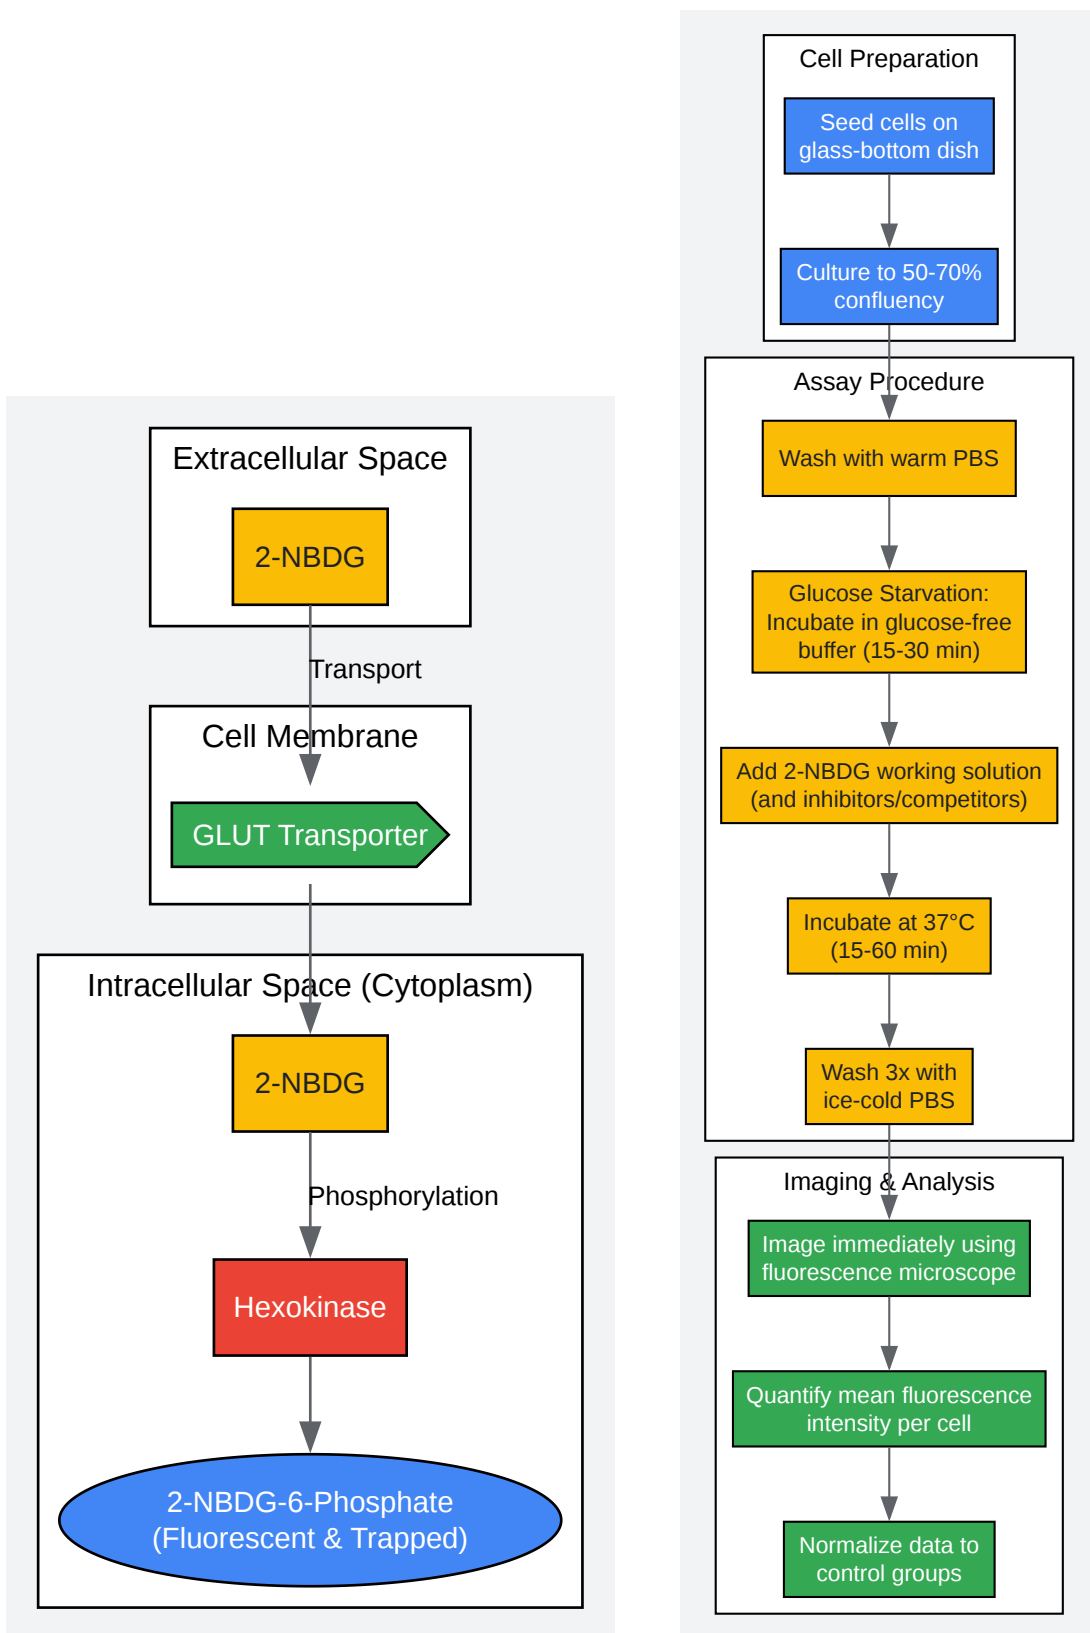 Extracellular Space
2-NBDG
Transport
Cell Membrane
GLUT Transporter
Intracellular Space (Cytoplasm)
2-NBDG
Phosphorylation
Hexokinase
2-NBDG-6-Phosphate
(Fluorescent & Trapped)
Cell Preparation
Seed cells on
glass-bottom dish
Culture to 50-70%
confluency
Assay Procedure
Wash with warm PBS
Glucose Starvation:
Incubate in glucose-free
buffer (15-30 min)
Add 2-NBDG working solution
(and inhibitors/competitors)
Incubate at 37°C
(15-60 min)
Wash 3x with
ice-cold PBS
Imaging & Analysis
Image immediately using
fluorescence microscope
Quantify mean fluorescence
intensity per cell
Normalize data to
control groups